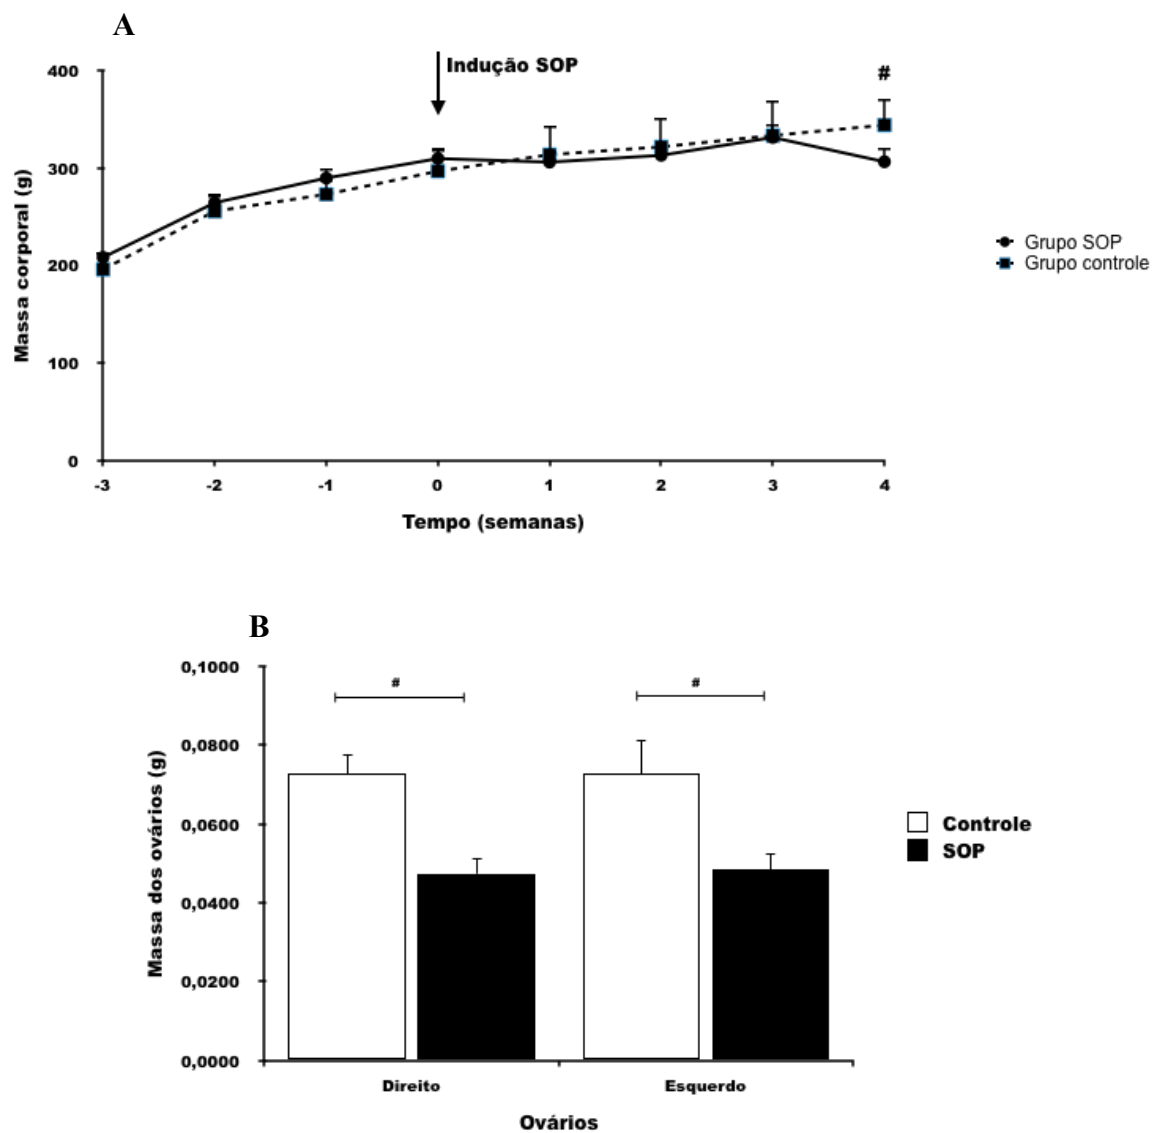 A
Indução SOP
#
400
300
200
100
0
Massa corporal (g)
-3 -2 -1 0 1 2 3 4
Tempo (semanas)
Grupo SOP
Grupo controle
B
0,1000
0,0800
0,0600
0,0400
0,0200
0,0000
Massa dos ovários (g)
# #
Direito Esquerdo
Ovários
Controle
SOP